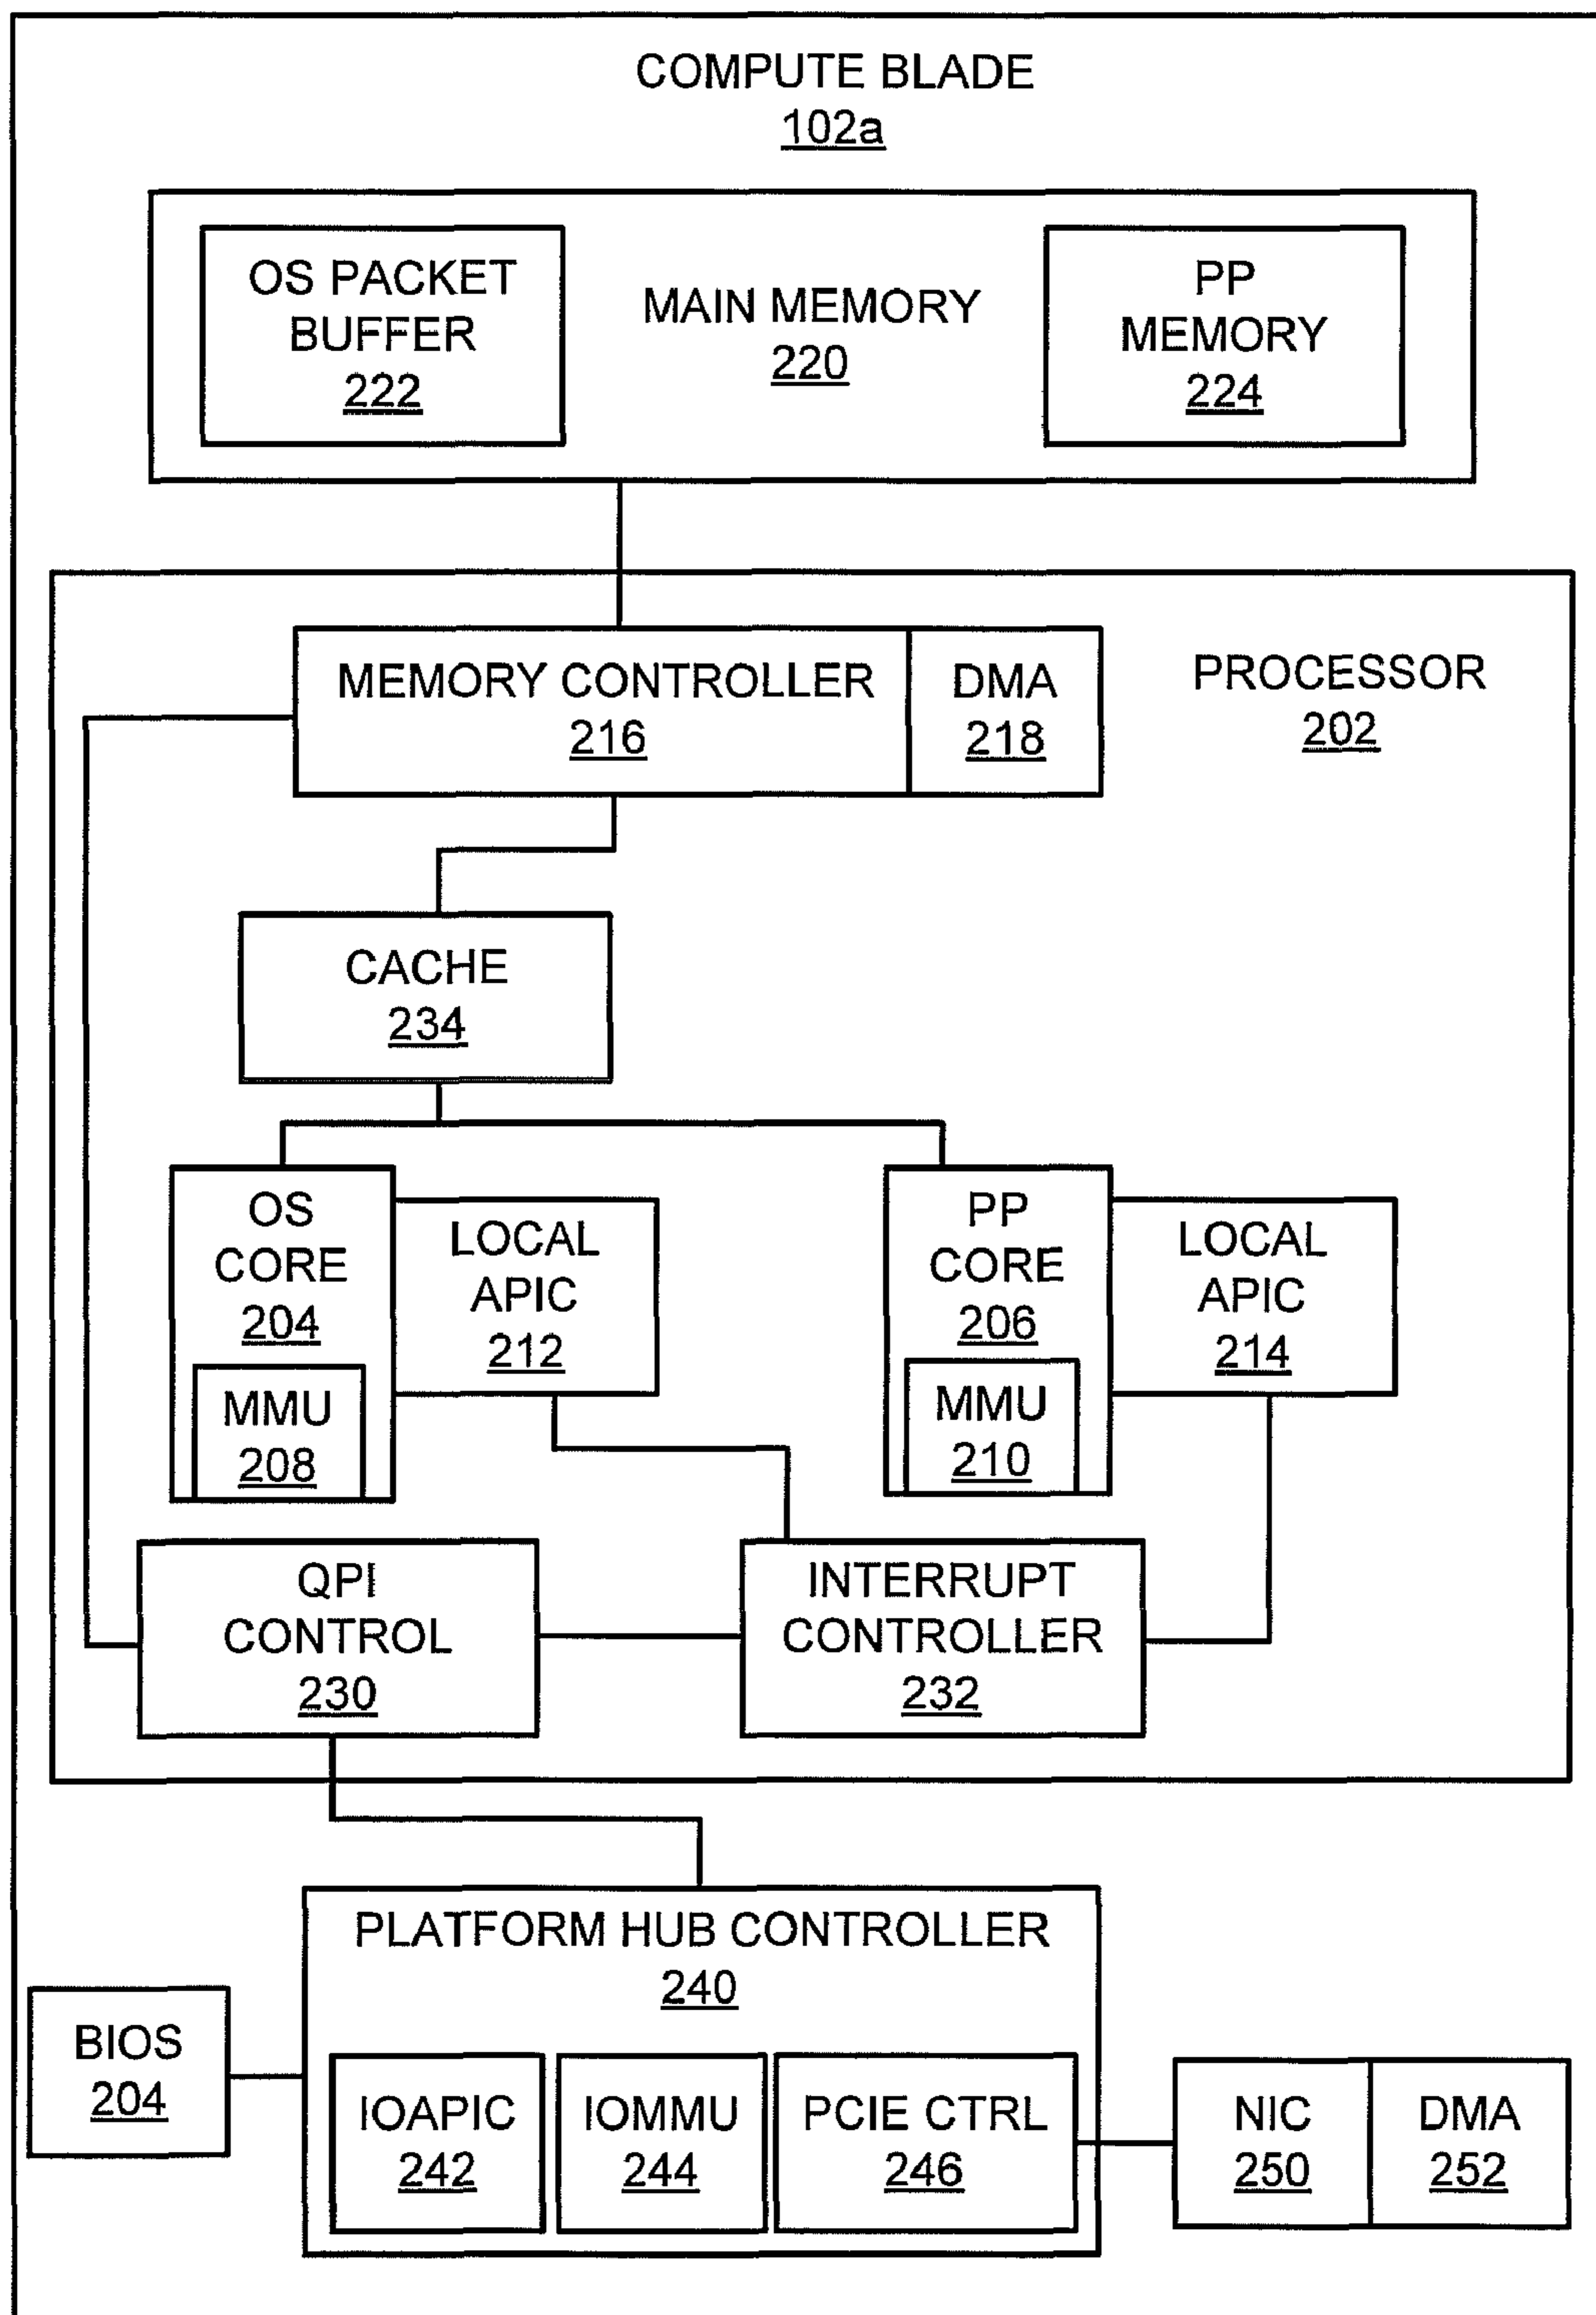 COMPUTE BLADE
102a
OS PACKET
BUFFER
222
MAIN MEMORY
220
PP
MEMORY
224
MEMORY CONTROLLER
216
DMA
218
PROCESSOR
202
CACHE
234
OS
CORE
204
MMU
208
LOCAL
APIC
212
PP
CORE
206
MMU
210
LOCAL
APIC
214
QPI
CONTROL
230
INTERRUPT
CONTROLLER
232
PLATFORM HUB CONTROLLER
240
BIOS
204
IOAPIC
242
IOMMU
244
PCIE CTRL
246
NIC
250
DMA
252